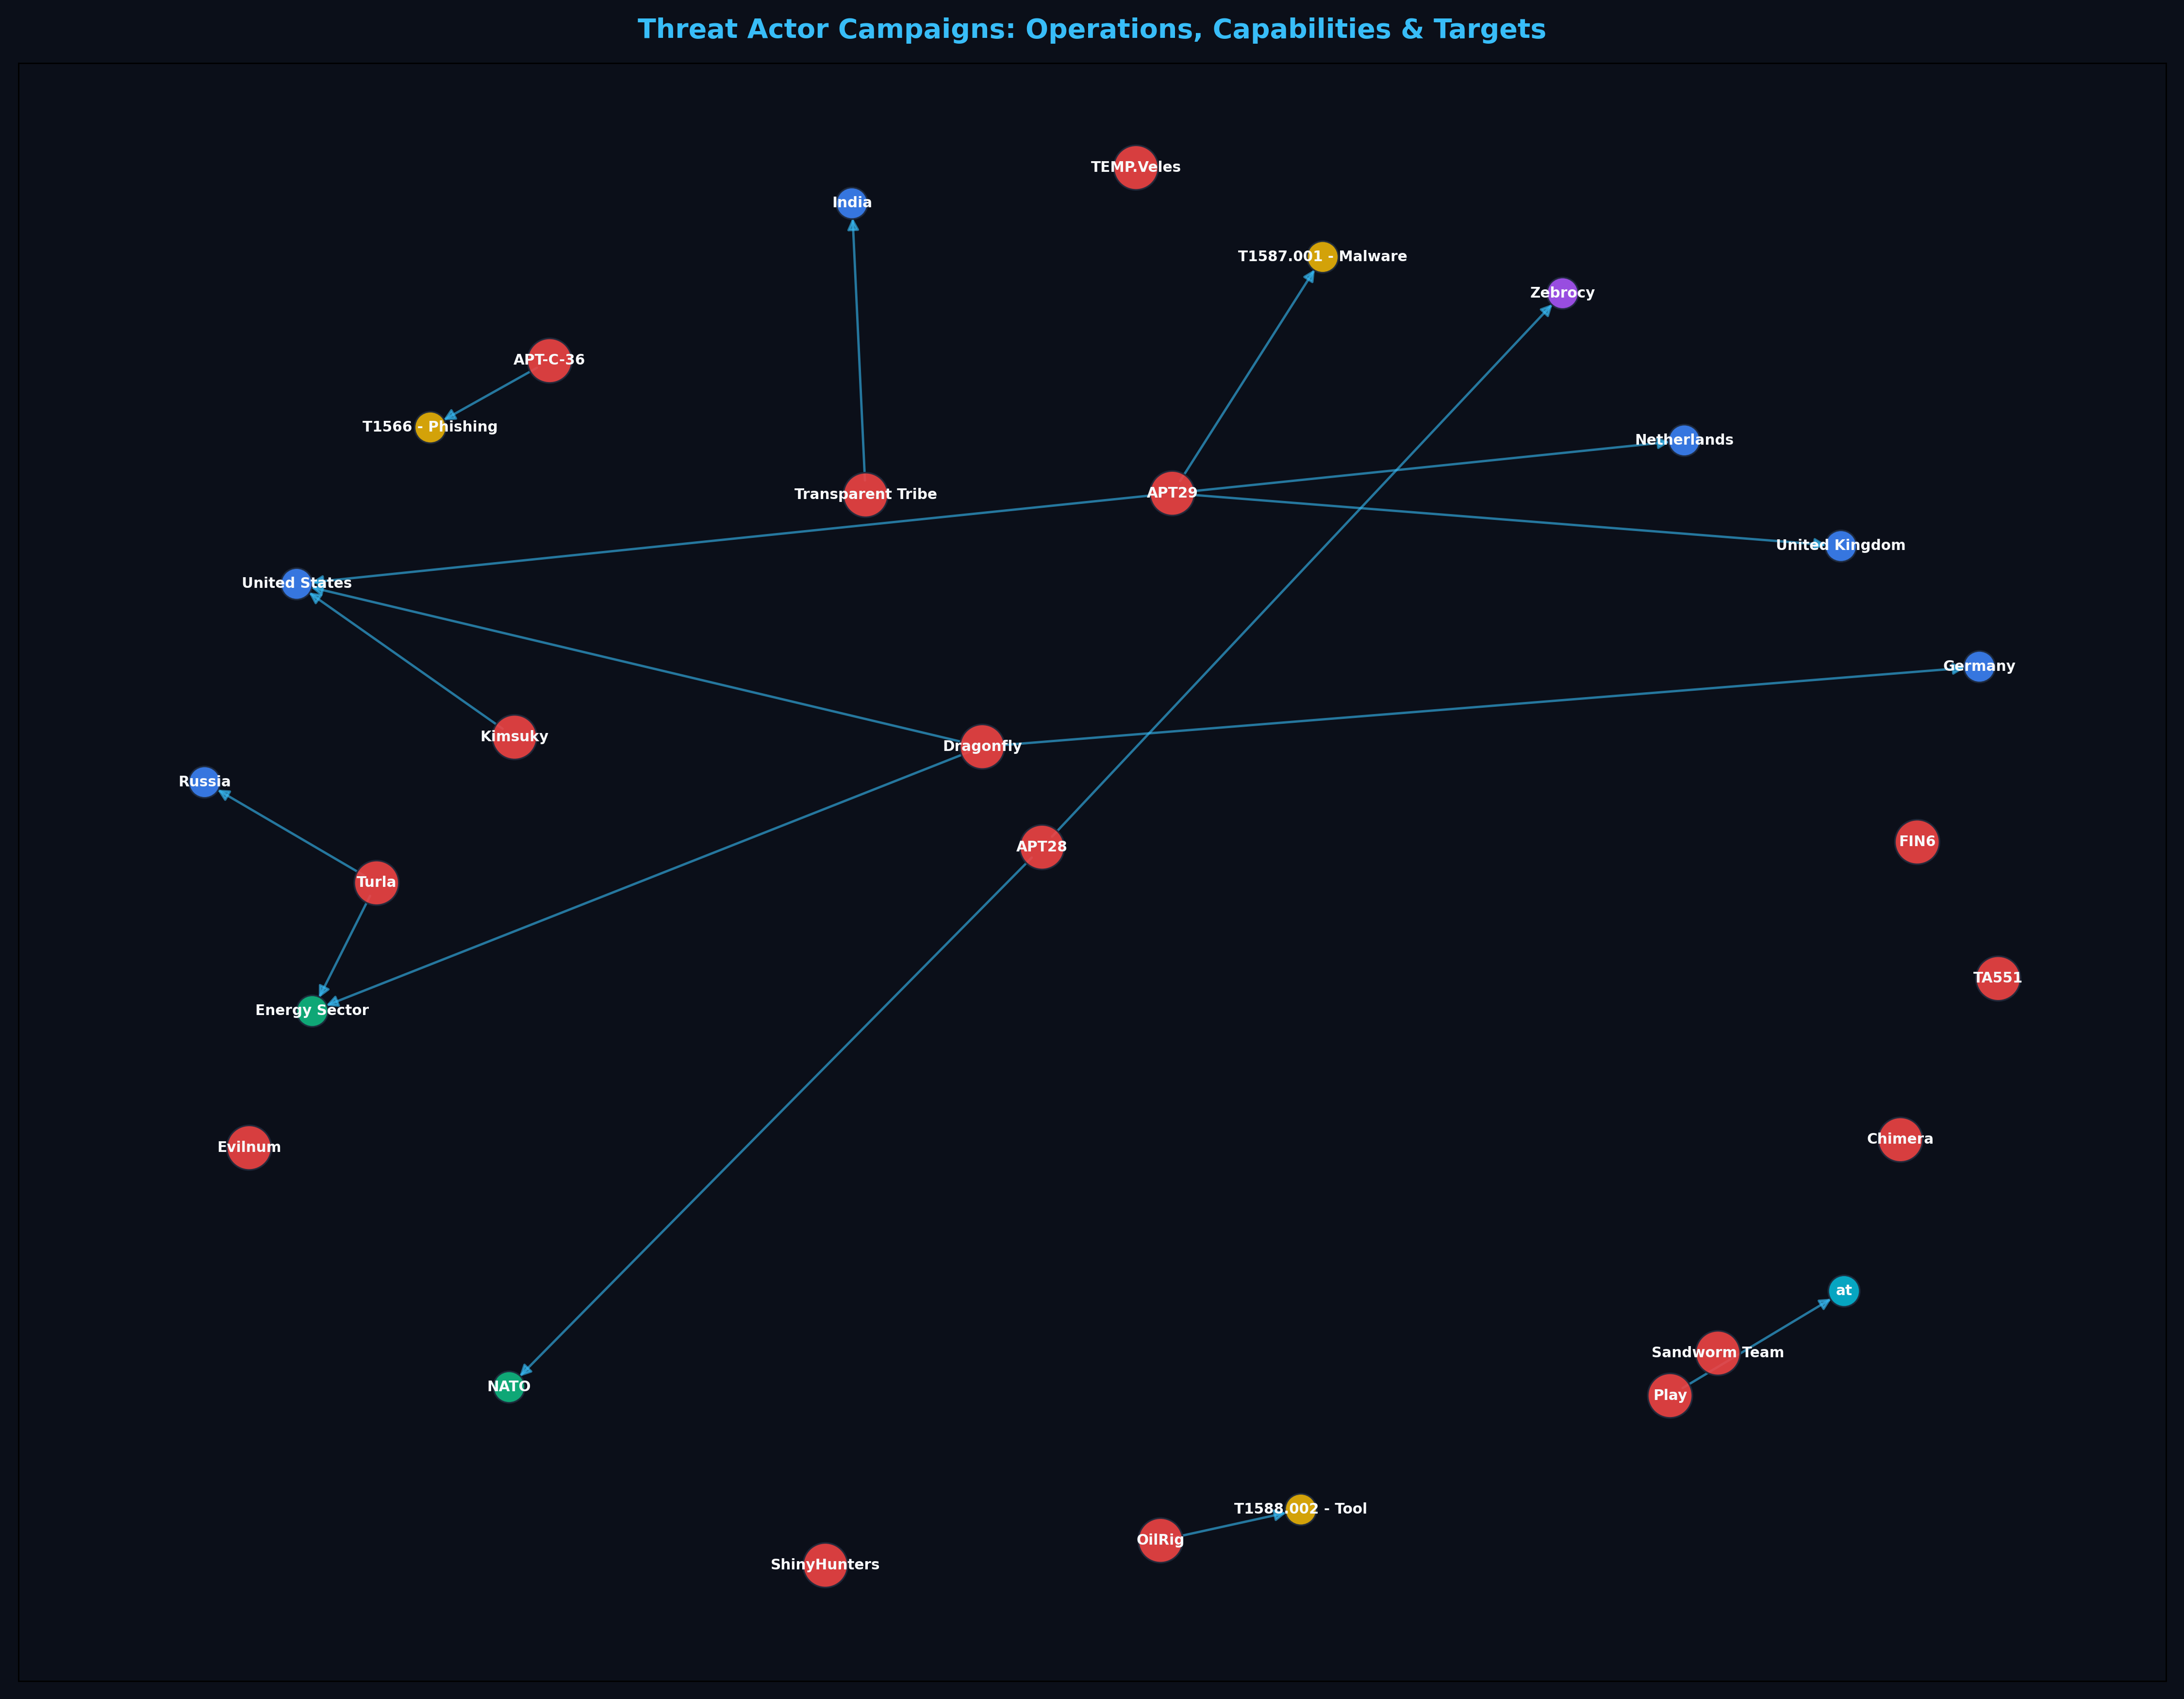 Threat Actor Campaigns: Operations, Capabilities & Targets
TEMP.Veles
India
T1587.001 - Malware
Zebrocy
APT-C-36
T1566 - Phishing
Netherlands
Transparent Tribe
APT29
United Kingdom
United States
Germany
Kimsuky
Dragonfly
Russia
FIN6
APT28
Turla
TA551
Energy Sector
Chimera
Evilnum
at
Sandworm Team
NATO
Play
T1588.002 - Tool
OilRig
ShinyHunters